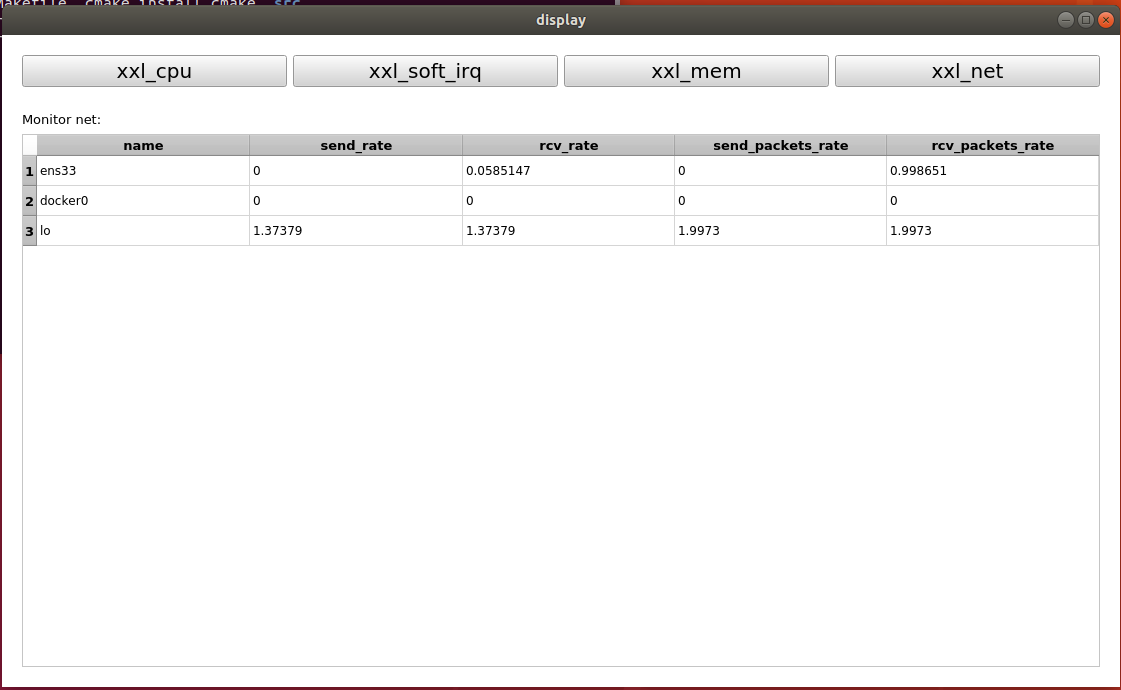 Makefile cmake_install.cmake src
display
xxl_cpu xxl_soft_irq xxl_mem xxl_net
Monitor net:
name send_rate rcv_rate send_packets_rate rcv_packets_rate
1 ens33 0 0.0585147 0 0.998651
2 docker0 0 0 0 0
3 lo 1.37379 1.37379 1.9973 1.9973